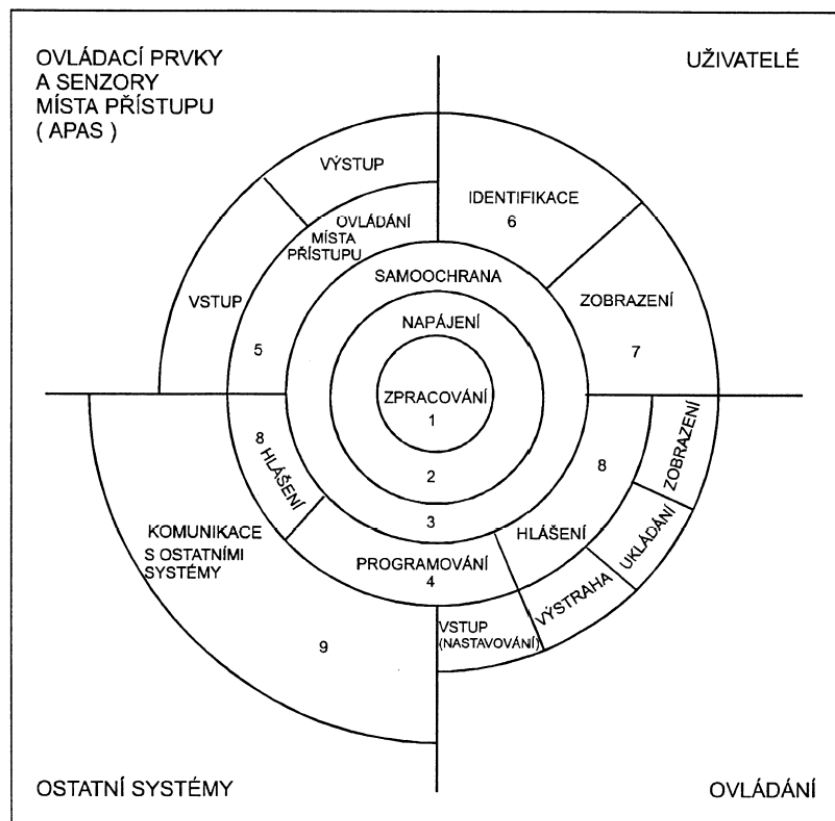 OVLÁDACÍ PRVKY
A SENZORY
MÍSTA PŘÍSTUPU
( APAS )
UŽIVATELÉ
VÝSTUP
IDENTIFIKACE
6
OVLÁDÁNÍ
MÍSTA
PŘÍSTUPU
SAMOOCHRANA
VSTUP
ZOBRAZENÍ
7
NAPÁJENÍ
5
ZPRACOVÁNÍ
1
8
HLÁŠENÍ
2
8
ZOBRAZENÍ
3
HLÁŠENÍ
UKLÁDÁNÍ
KOMUNIKACE
S OSTATNÍMI
SYSTÉMY
PROGRAMOVÁNÍ
4
VÝSTRAHA
VSTUP
(NASTAVOVÁNÍ)
9
OSTATNÍ SYSTÉMY
OVLÁDÁNÍ